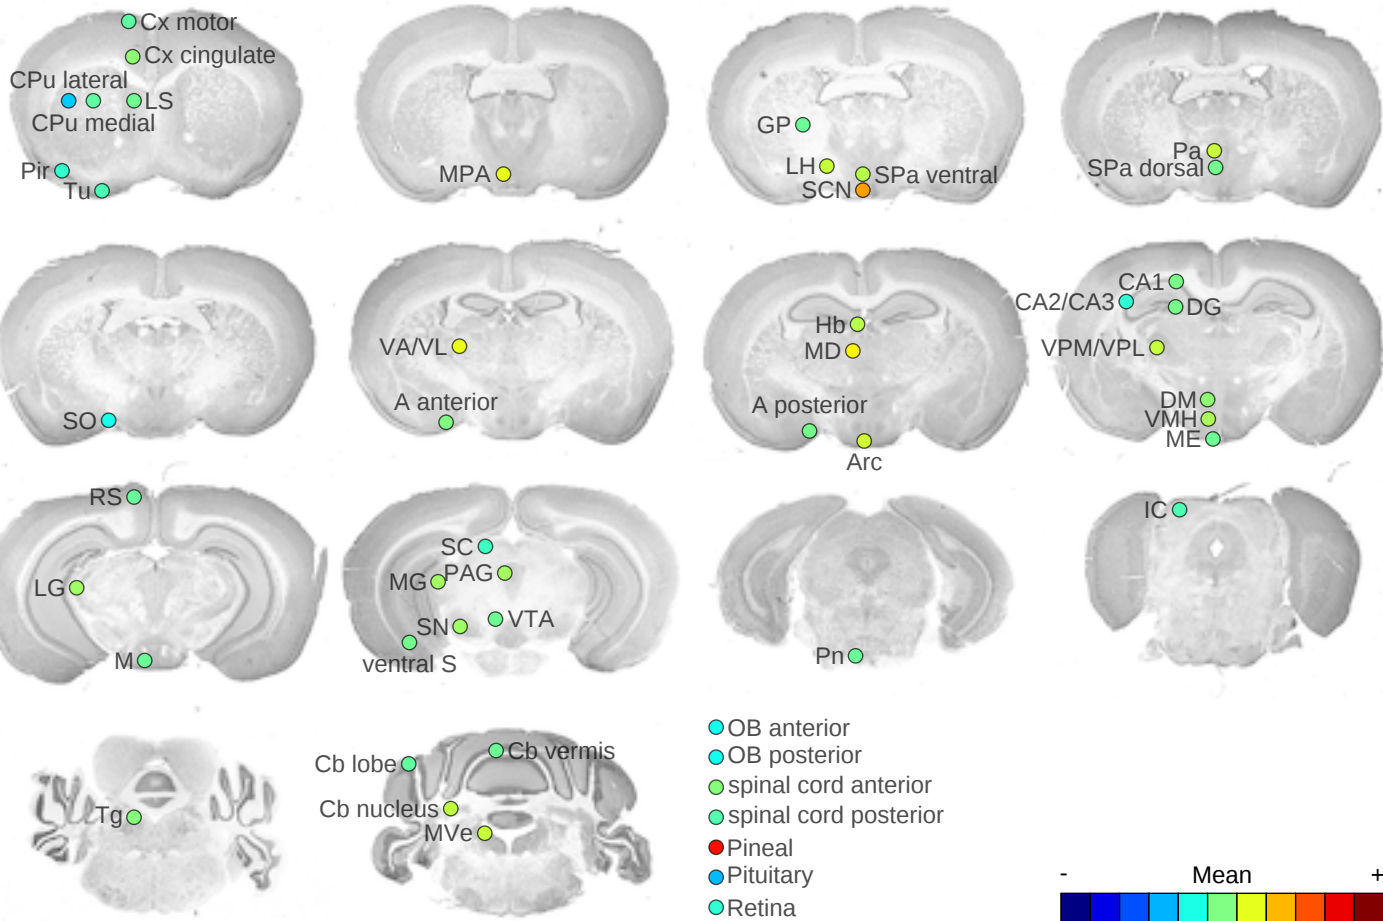 Cx motor
Cx cingulate
CPu lateral
LS
CPu medial
Pir
Tu
MPA
GP
LH
SPa ventral
SCN
Pa
SPa dorsal
SO
VA/VL
A anterior
Hb
MD
A posterior
Arc
CA1
CA2/CA3
DG
VPM/VPL
DM
VMH
ME
RS
LG
M
SC
MG
PAG
SN
VTA
ventral S
Pn
IC
Tg
Cb lobe
Cb vermis
Cb nucleus
MVe
OB anterior
OB posterior
spinal cord anterior
spinal cord posterior
Pineal
Pituitary
Retina
- Mean +